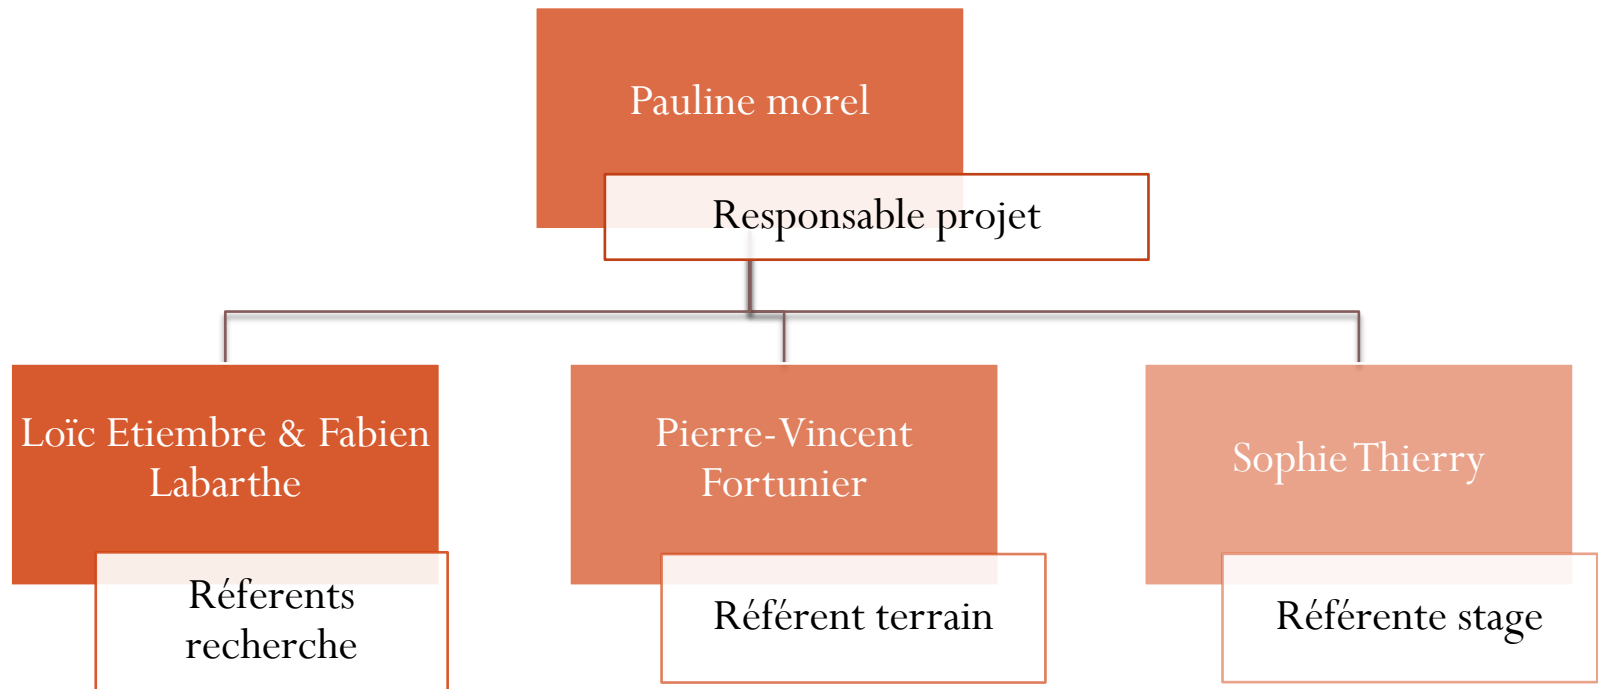 Pauline morel
Responsable projet
Loïc Etiembre & Fabien
Labarthe
Réferents
recherche
Pierre-Vincent
Fortunier
Référent terrain
Sophie Thierry
Référente stage